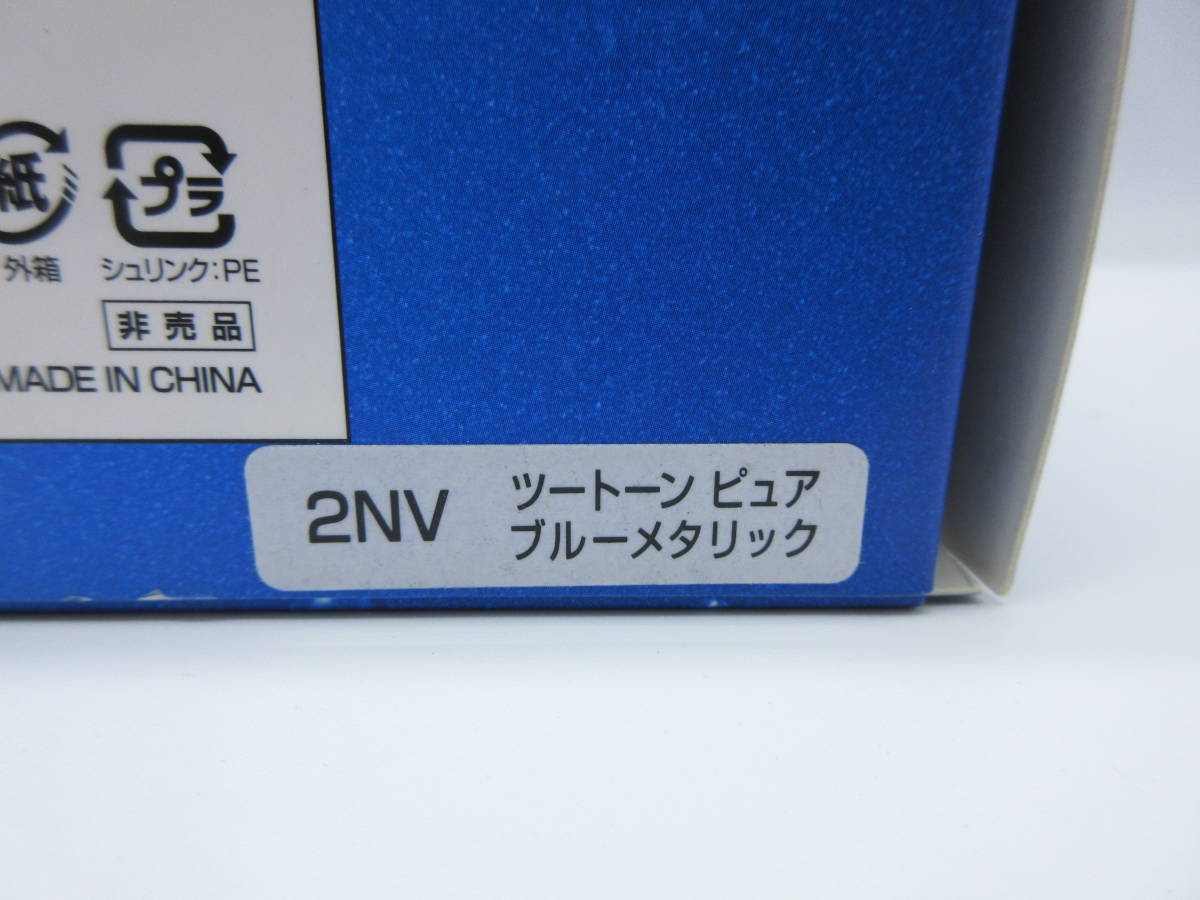 紙
プラ
外箱
シュリンク:PE
非売品
MADE IN CHINA
2NV
ツートーン ピュア
ブルーメタリック